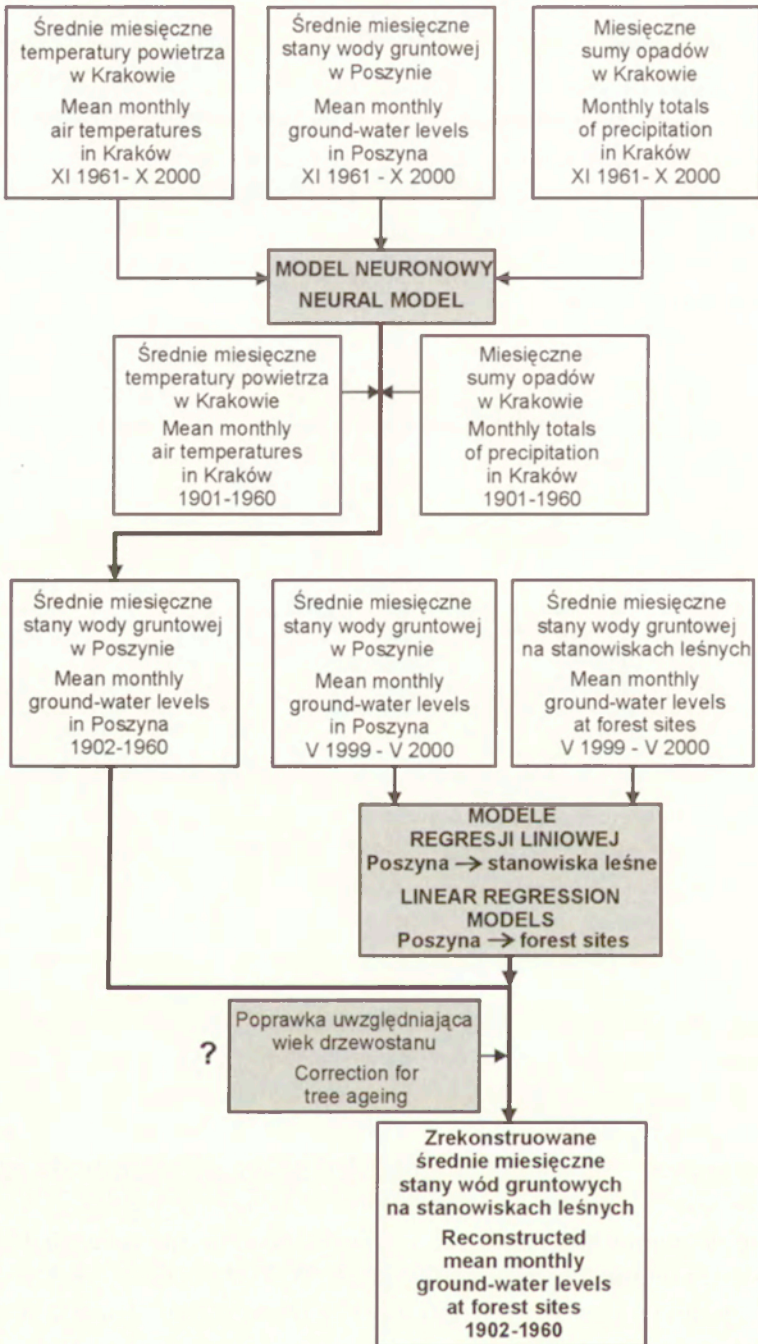 Średnie miesięczne
temperatury powietrza
w Krakowie
Mean monthly
air temperatures
in Kraków
XI 1961- X 2000
Średnie miesięczne
stany wody gruntowej
w Poszynie
Mean monthly
ground-water levels
in Poszyna
XI 1961 - X 2000
Miesięczne
sumy opadów
w Krakowie
Monthly totals
of precipitation
in Kraków
XI 1961- X 2000
MODEL NEURONOWY
NEURAL MODEL
Średnie miesięczne
temperatury powietrza
w Krakowie
Mean monthly
air temperatures
in Kraków
1901-1960
Miesięczne
sumy opadów
w Krakowie
Monthly totals
of precipitation
in Kraków
1901-1960
Średnie miesięczne
stany wody gruntowej
w Poszynie
Mean monthly
ground-water levels
in Poszyna
1902-1960
Średnie miesięczne
stany wody gruntowej
w Poszynie
Mean monthly
ground-water levels
in Poszyna
V 1999 - V 2000
Średnie miesięczne
stany wody gruntowej
na stanowiskach leśnych
Mean monthly
ground-water levels
at forest sites
V 1999 - V 2000
MODELE
REGRESJI LINIOWEJ
Poszyna → stanowiska leśne
LINEAR REGRESSION
MODELS
Poszyna → forest sites
?
Poprawka uwzględniająca
wiek drzewostanu
Correction for
tree ageing
Zrekonstruowane
średnie miesięczne
stany wód gruntowych
na stanowiskach leśnych
Reconstructed
mean monthly
ground-water levels
at forest sites
1902-1960